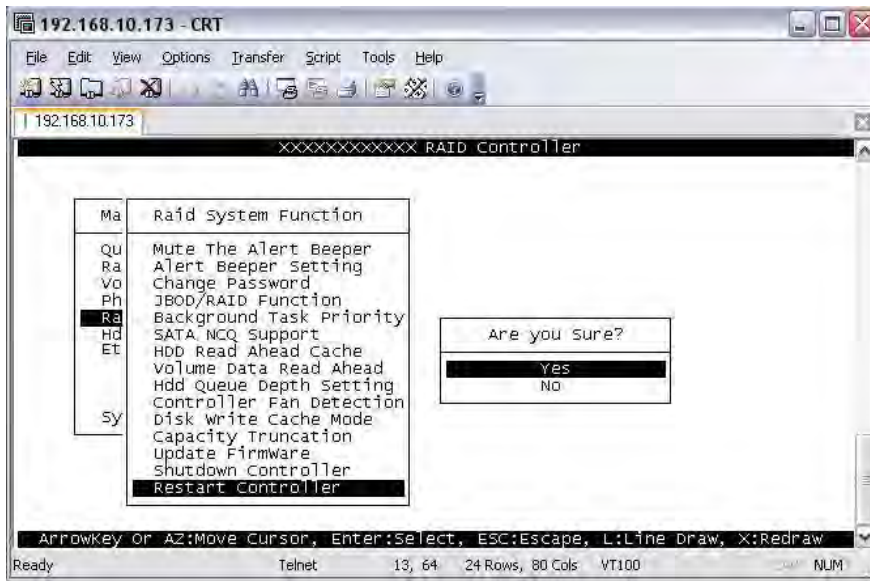 192.168.10.173 - CRT
File Edit View Options Transfer Script Tools Help
192.168.10.173
XXXXXXXXXXXX RAID Controller
Ma
Qu
Ra
Vo
Ph
Ra
Hd
Et
Sy
Raid System Function
Mute The Alert Beeper
Alert Beeper Setting
Change Password
JBOD/RAID Function
Background Task Priority
SATA NCQ Support
HDD Read Ahead Cache
Volume Data Read Ahead
Hdd Queue Depth Setting
Controller Fan Detection
Disk Write Cache Mode
Capacity Truncation
Update FirmWare
Shutdown Controller
Restart Controller
Are you Sure?
Yes
No
ArrowKey Or AZ:Move Cursor, Enter:Select, ESC:Escape, L:Line Draw, X:Redraw
Ready Telnet 13, 64 24 Rows, 80 Cols VT100 NUM